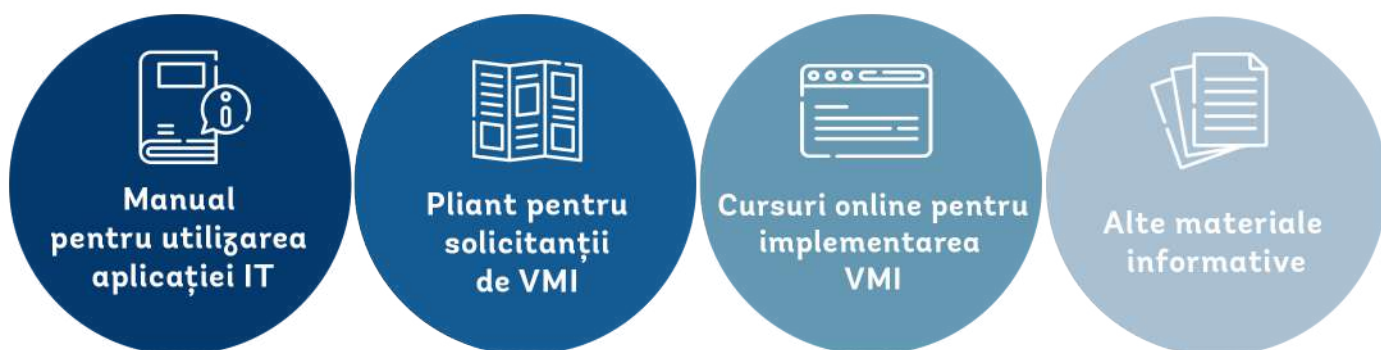 Manual
pentru utilizarea
aplicației IT
Pliant pentru
solicitanții
de VMI
Cursuri online pentru
implementarea
VMI
Alte materiale
informative